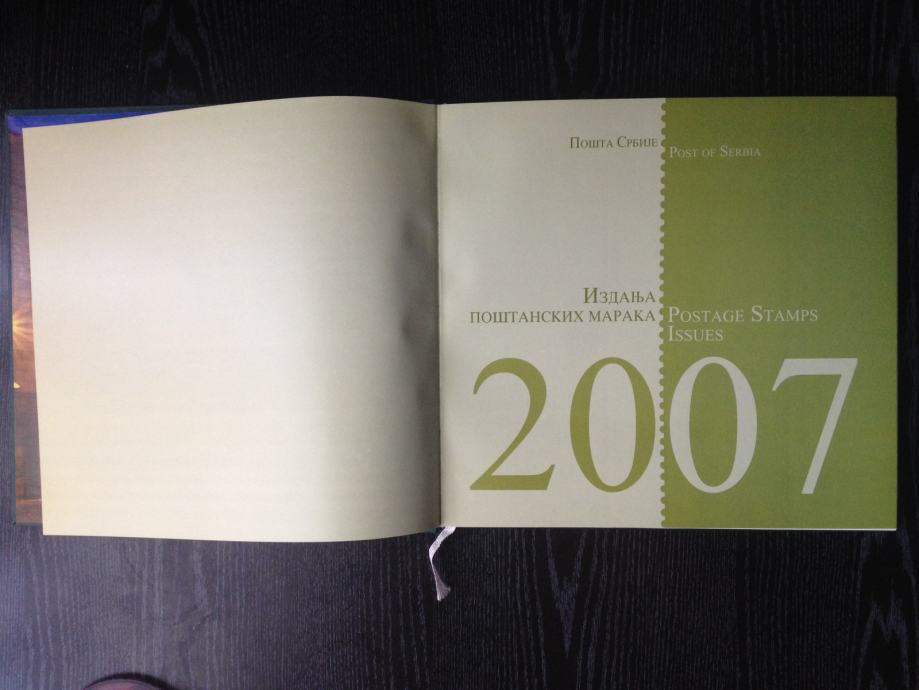 Пошта Србије
Post of Serbia
Издања
поштанских марака
Postage Stamps
Issues
2007